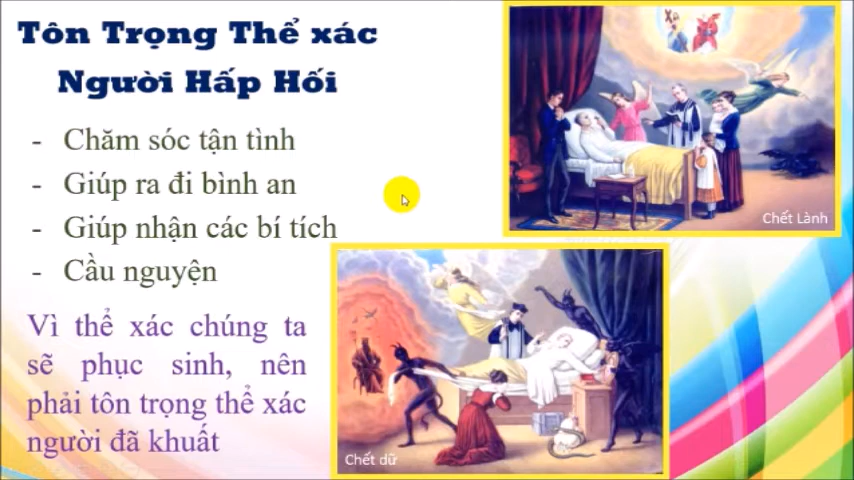 Tôn Trọng Thể xác
Người Hấp Hối
- Chăm sóc tận tình
- Giúp ra đi bình an
- Giúp nhận các bí tích
- Cầu nguyện
Vì thể xác chúng ta
sẽ phục sinh, nên
phải tôn trọng thể xác
người đã khuất
Chết Lành
Chết dữ